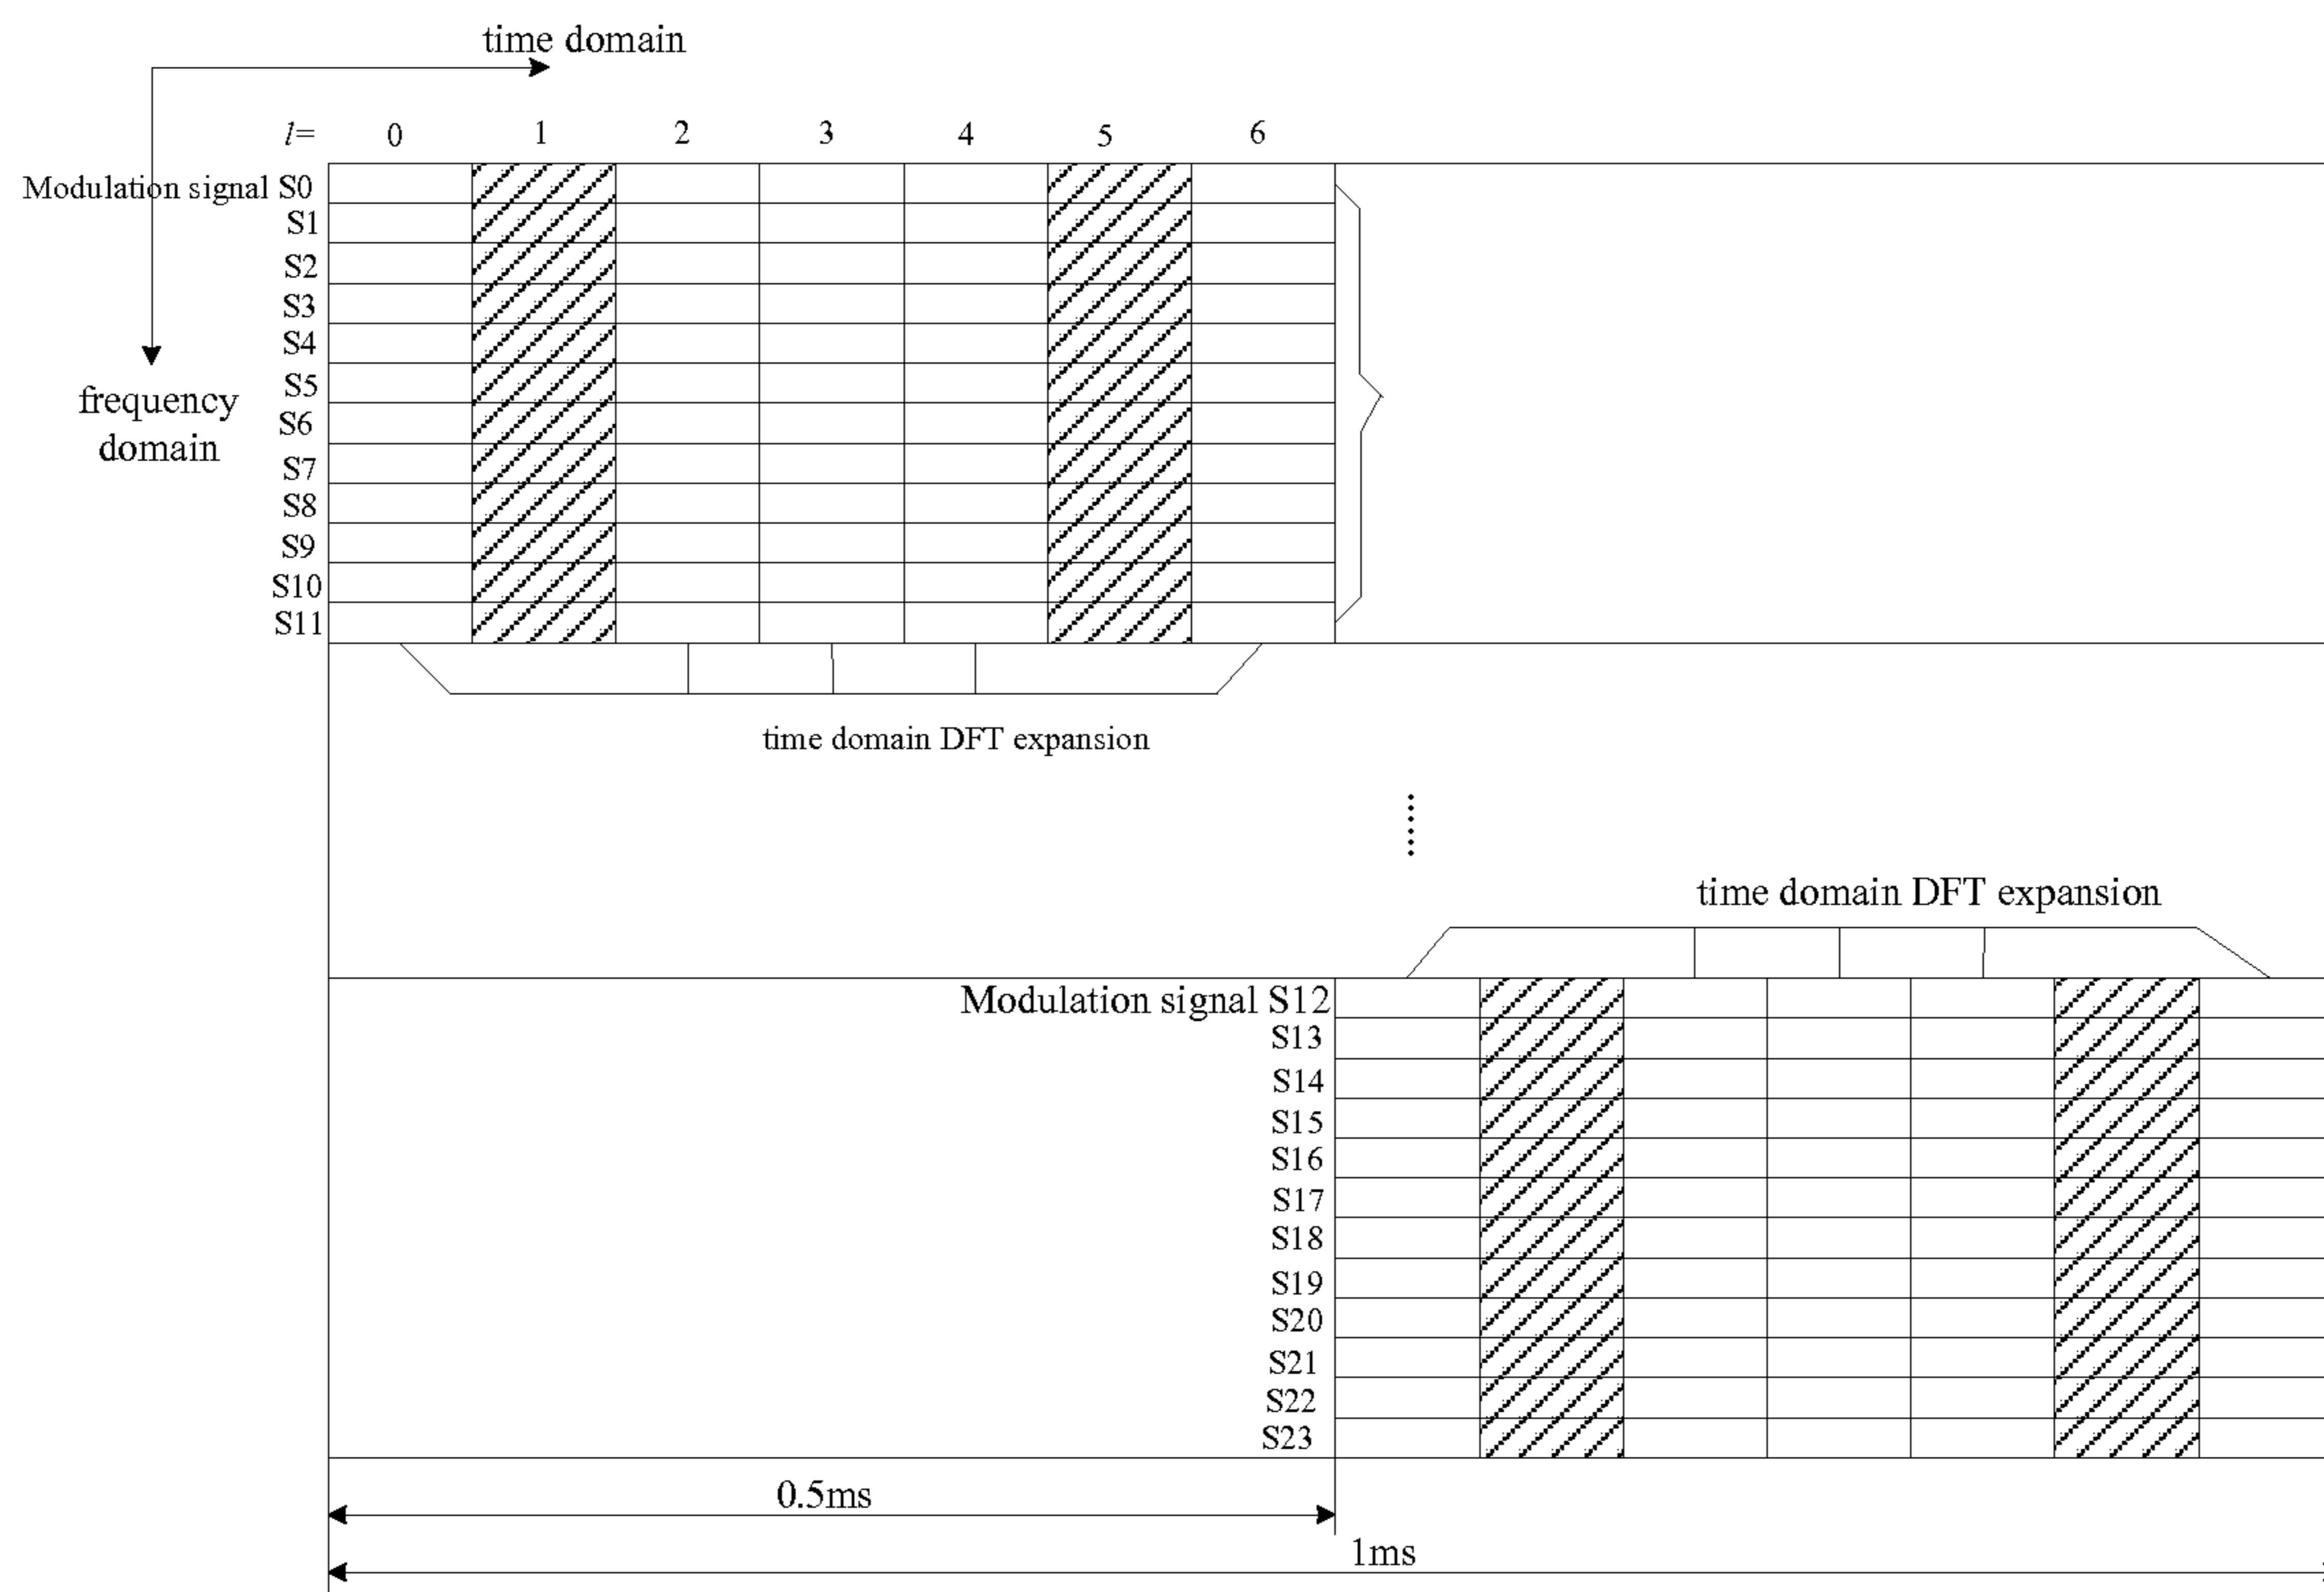 time domain
l= 0 1 2 3 4 5 6
Modulation signal S0
S1
S2
S3
S4
S5
S6
S7
S8
S9
S10
S11
frequency
domain
time domain DFT expansion
time domain DFT expansion
Modulation signal S12
S13
S14
S15
S16
S17
S18
S19
S20
S21
S22
S23
0.5ms
1ms